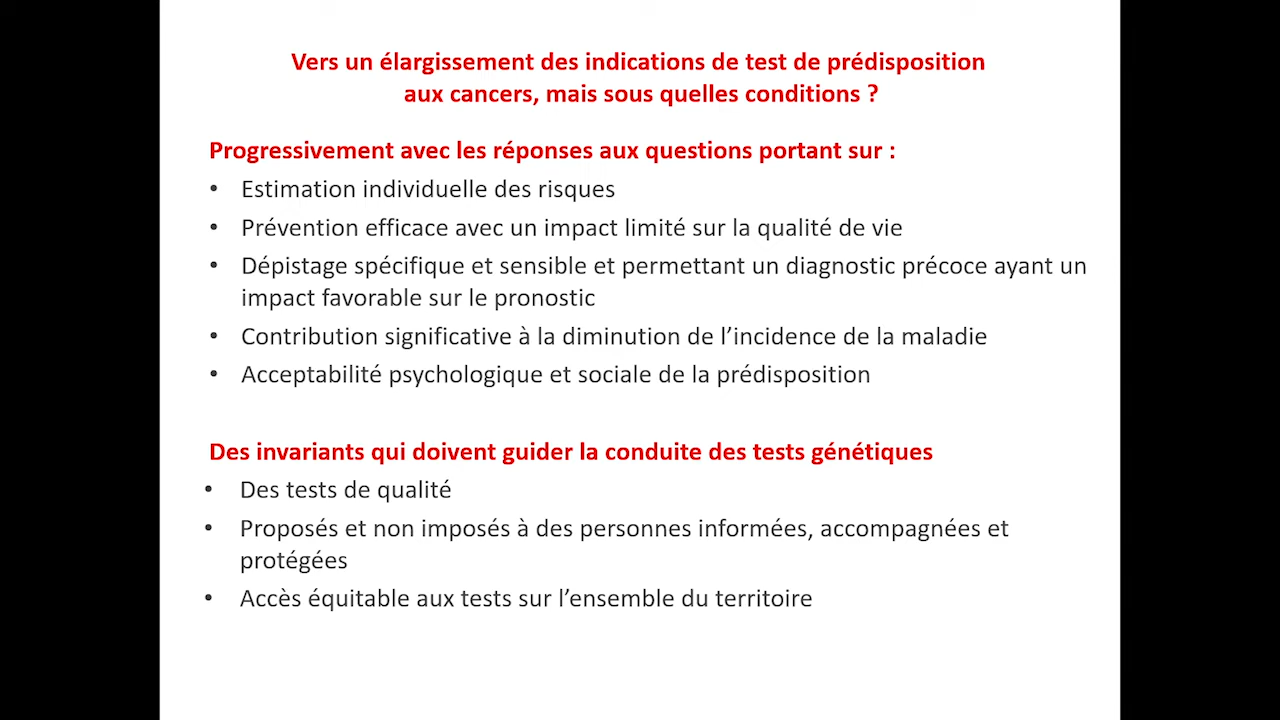 Vers un élargissement des indications de test de prédisposition
aux cancers, mais sous quelles conditions ?
Progressivement avec les réponses aux questions portant sur :
• Estimation individuelle des risques
• Prévention efficace avec un impact limité sur la qualité de vie
• Dépistage spécifique et sensible et permettant un diagnostic précoce ayant un
impact favorable sur le pronostic
• Contribution significative à la diminution de l’incidence de la maladie
• Acceptabilité psychologique et sociale de la prédisposition
Des invariants qui doivent guider la conduite des tests génétiques
• Des tests de qualité
• Proposés et non imposés à des personnes informées, accompagnées et
protégées
• Accès équitable aux tests sur l’ensemble du territoire